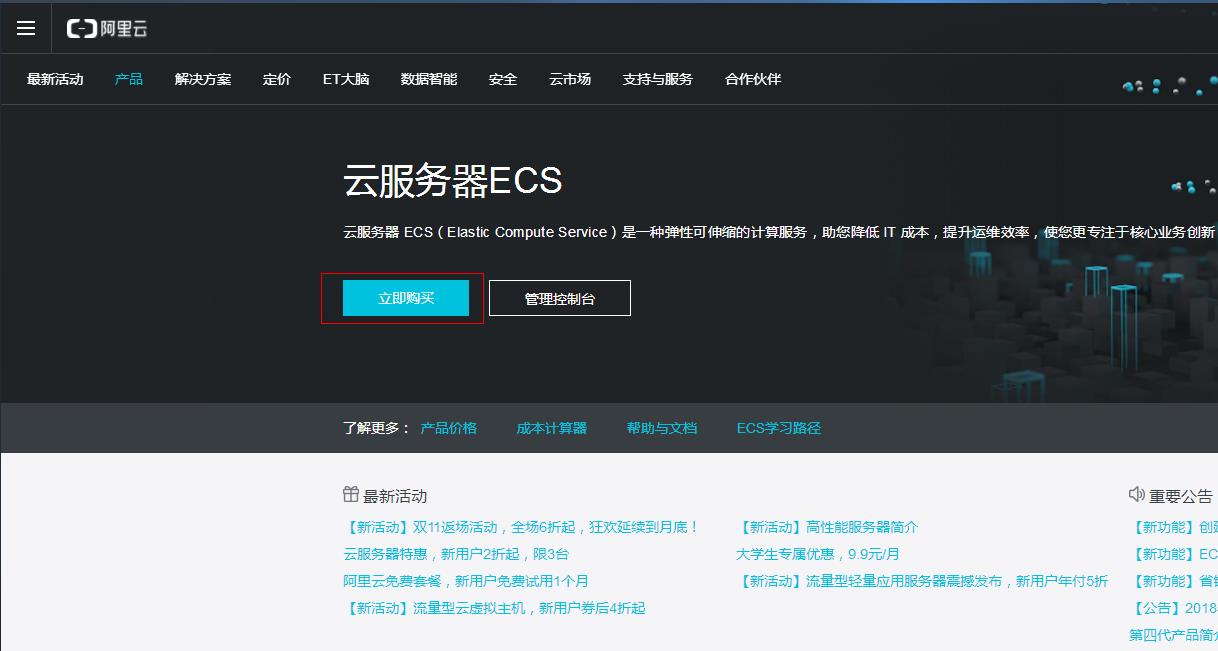 阿里云
最新活动 产品 解决方案 定价 ET大脑 数据智能 安全 云市场 支持与服务 合作伙伴
云服务器ECS
云服务器 ECS（Elastic Compute Service）是一种弹性可伸缩的计算服务，助您降低 IT 成本，提升运维效率，使您更专注于核心业务创新
立即购买 管理控制台
了解更多： 产品价格 成本计算器 帮助与文档 ECS学习路径
最新活动 重要公告
【新活动】双11返场活动，全场6折起，狂欢延续到月底！ 【新活动】高性能服务器简介 【新功能】创建
云服务器特惠，新用户2折起，限3台 大学生专属优惠，9.9元/月 【新功能】EC
阿里云免费套餐，新用户免费试用1个月 【新活动】流量型轻量应用服务器震撼发布，新用户年付5折 【新功能】省
【新活动】流量型云虚拟主机，新用户券后4折起 【公告】2018
第四代产品简